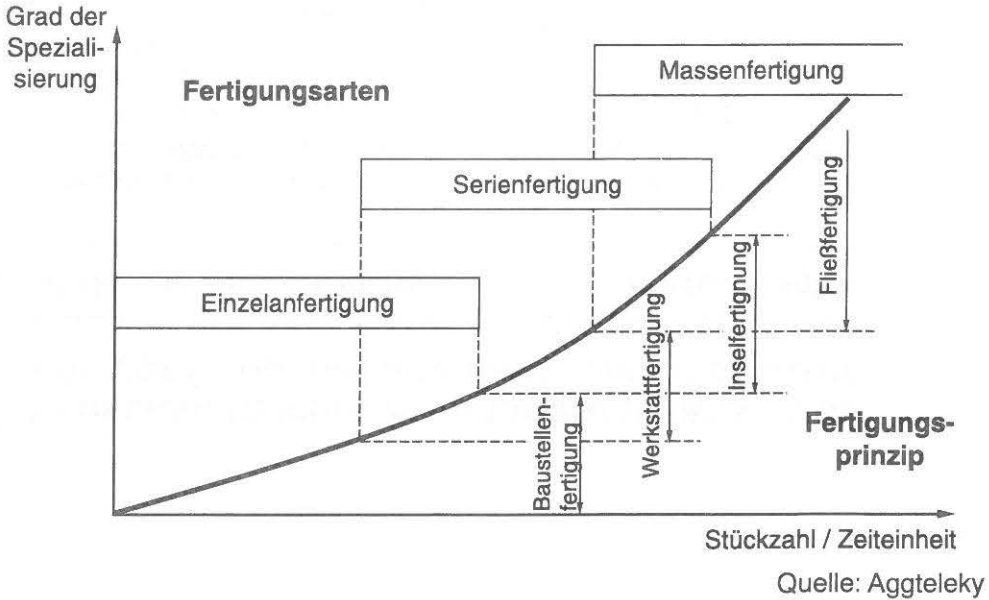 Grad der
Speziali-
sierung
Fertigungsarten
Massenfertigung
Serienfertigung
Einzelanfertigung
Baustellen-
fertigung
Werkstattfertigung
Inselfertignung
Fließfertigung
Fertigungs-
prinzip
Stückzahl / Zeiteinheit
Quelle: Aggteleky